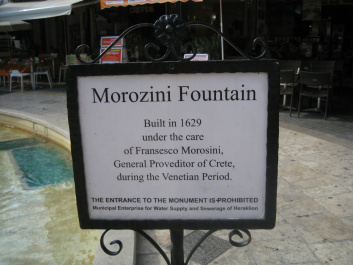 Morozini Fountain
Built in 1629
under the care
of Fransesco Morosini,
General Proveditor of Crete,
during the Venetian Period.
THE ENTRANCE TO THE MONUMENT IS PROHIBITED
Municipal Enterprise for Water Supply and Sewerage of Heraklion